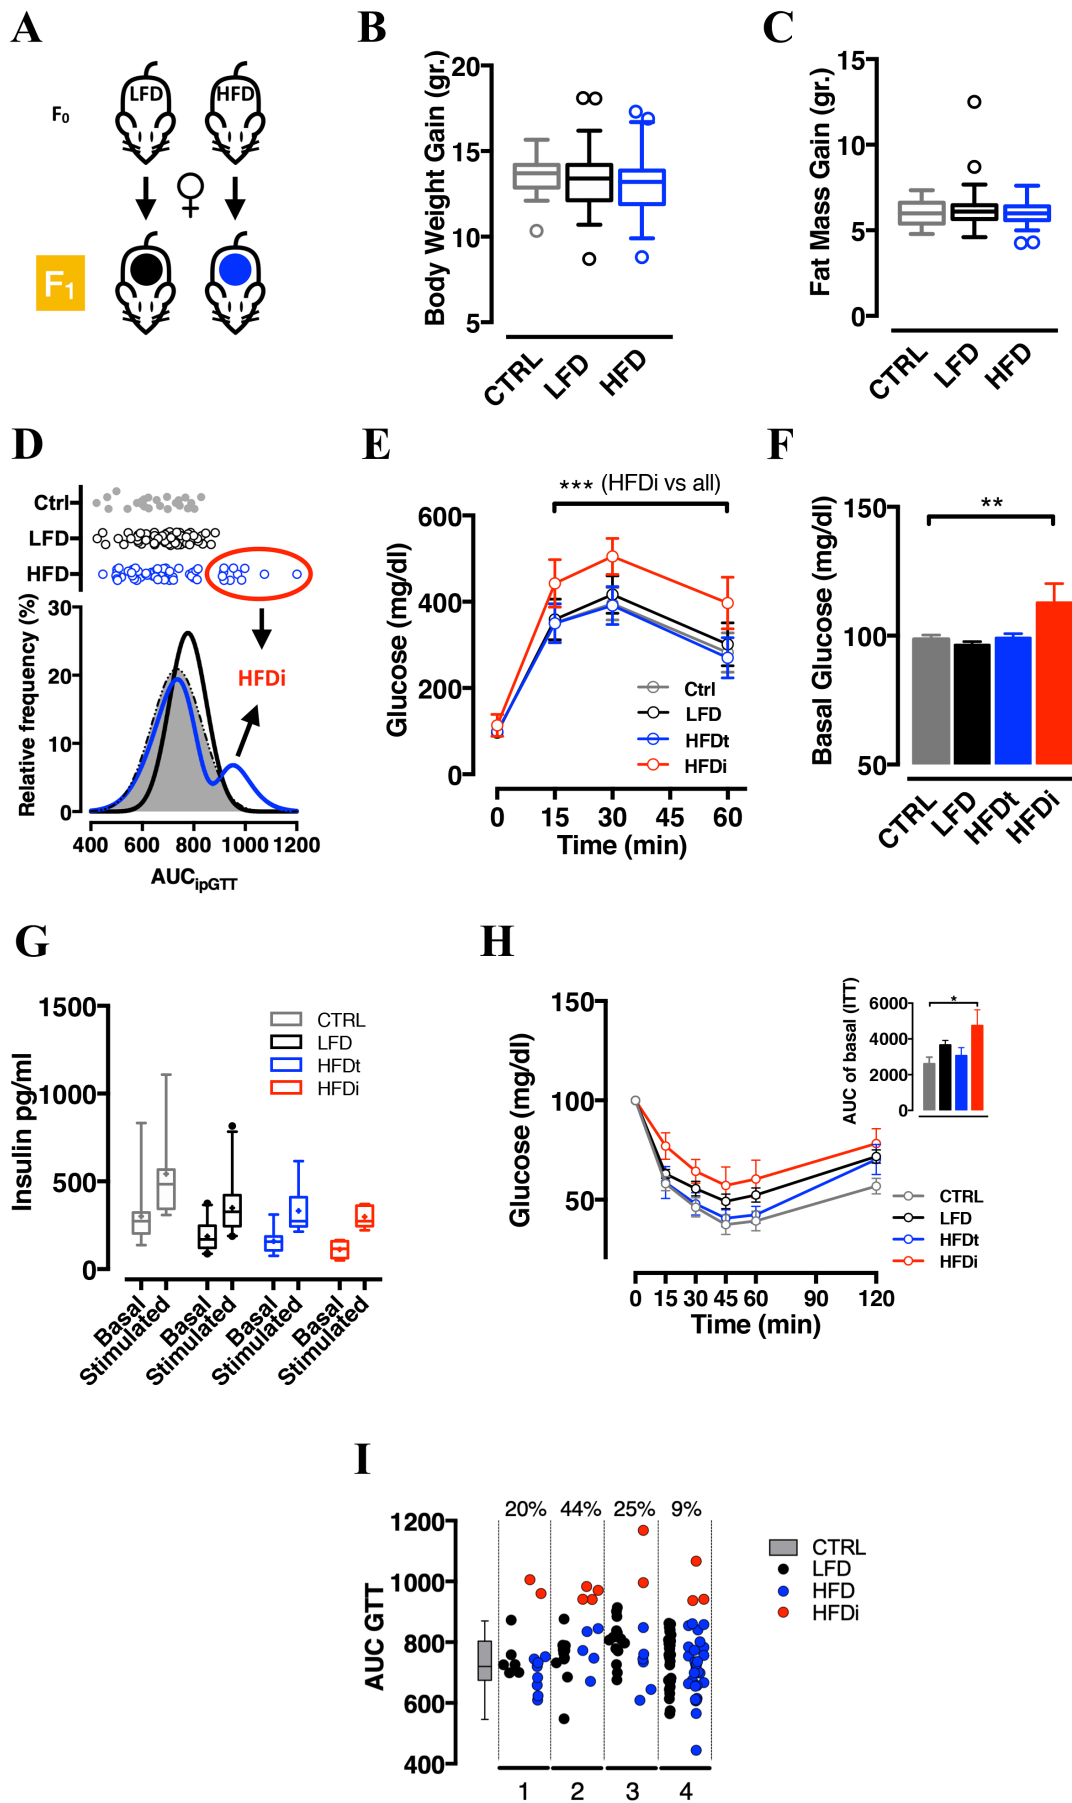 A
F0
LFD
HFD
♀
F1
B
Body Weight Gain (gr.)
20
15
10
5
CTRL
LFD
HFD
C
Fat Mass Gain (gr.)
15
10
5
0
CTRL
LFD
HFD
D
Ctrl
LFD
HFD
HFDi
Relative frequency (%)
30
20
10
0
400 600 800 1000 1200
AUCipGTT
E
*** (HFDi vs all)
Glucose (mg/dl)
600
400
200
0
Ctrl
LFD
HFDt
HFDi
0 15 30 45 60
Time (min)
F
**
Basal Glucose (mg/dl)
150
100
50
CTRL
LFD
HFDt
HFDi
G
Insulin pg/ml
1500
1000
500
0
CTRL
LFD
HFDt
HFDi
Basal
Stimulated
Basal
Stimulated
Basal
Stimulated
Basal
Stimulated
H
Glucose (mg/dl)
150
100
50
AUC of basal (ITT)
6000
4000
2000
0
*
CTRL
LFD
HFDt
HFDi
0 15 30 45 60 90 120
Time (min)
I
20% 44% 25% 9%
AUC GTT
1200
1000
800
600
400
CTRL
LFD
HFD
HFDi
1 2 3 4